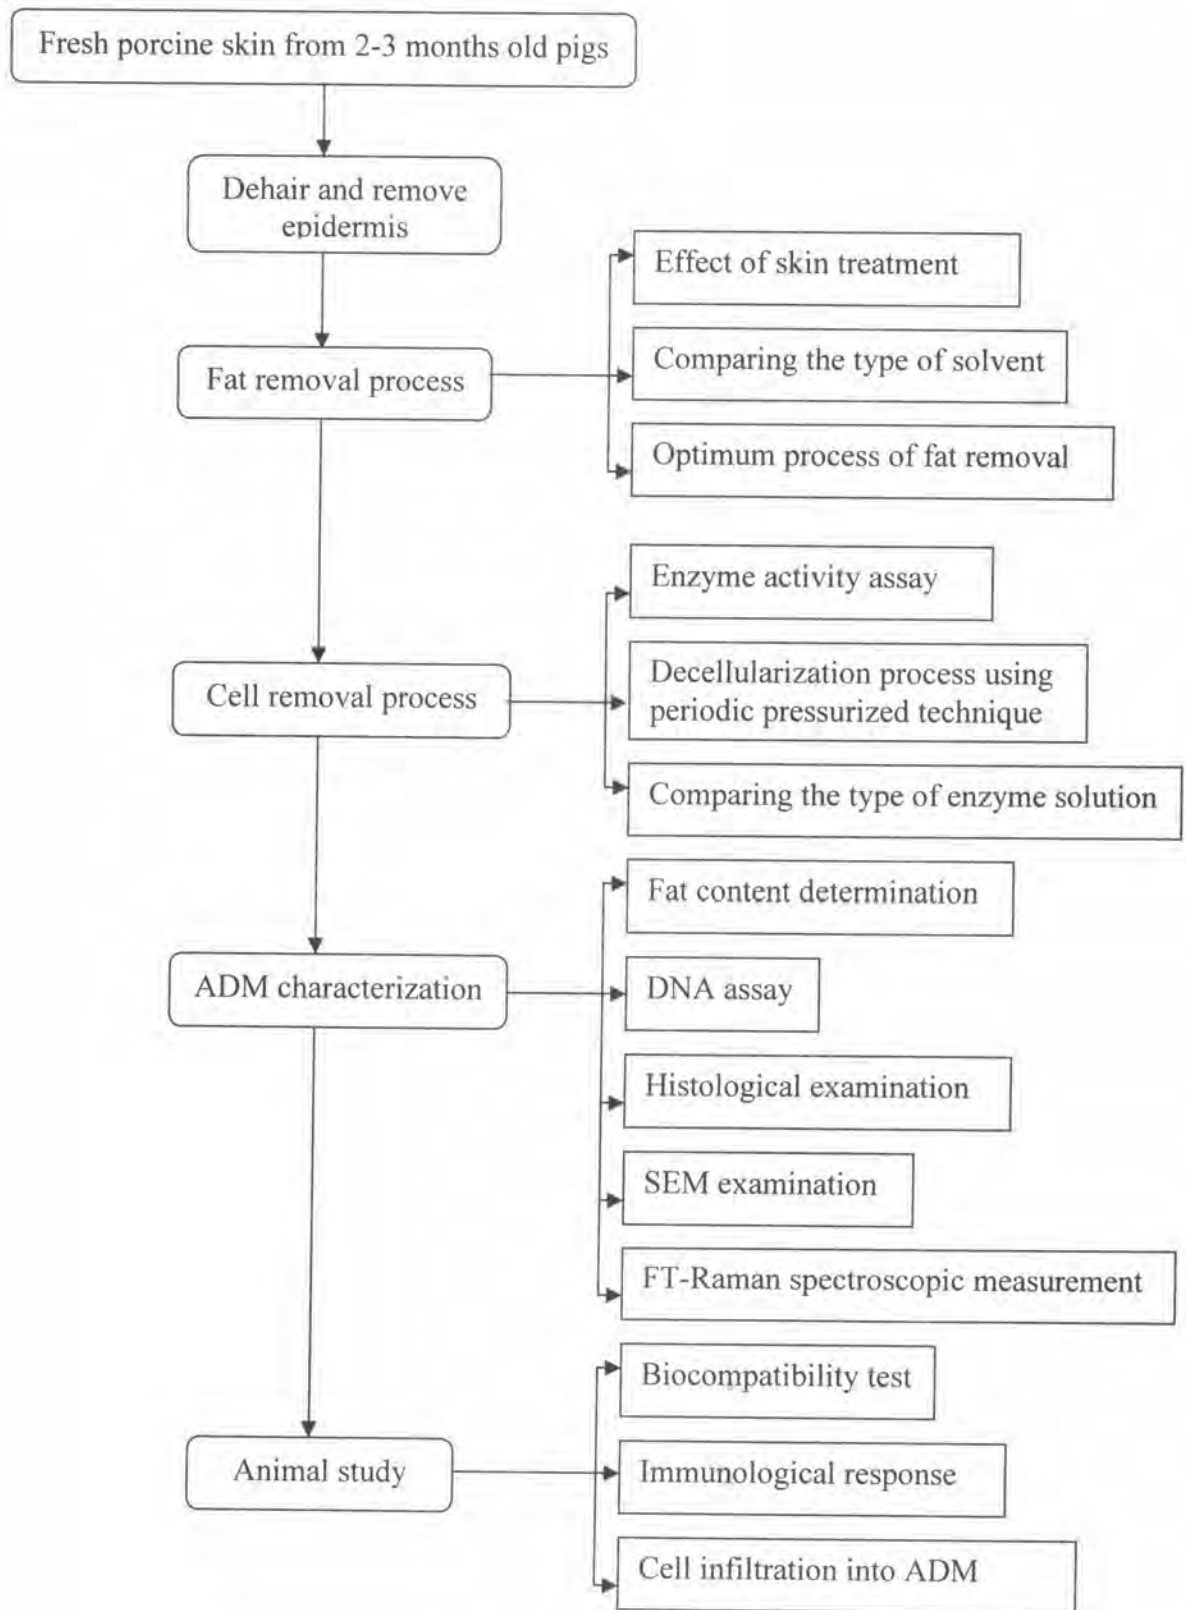 Fresh porcine skin from 2-3 months old pigs
Dehair and remove
epidermis
Fat removal process
Effect of skin treatment
Comparing the type of solvent
Optimum process of fat removal
Cell removal process
Enzyme activity assay
Decellularization process using
periodic pressurized technique
Comparing the type of enzyme solution
ADM characterization
Fat content determination
DNA assay
Histological examination
SEM examination
FT-Raman spectroscopic measurement
Animal study
Biocompatibility test
Immunological response
Cell infiltration into ADM